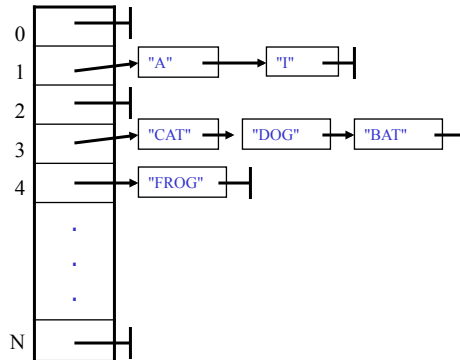 0
1 "A" "I"
2
3 "CAT" "DOG" "BAT"
4 "FROG"
.
.
.
N